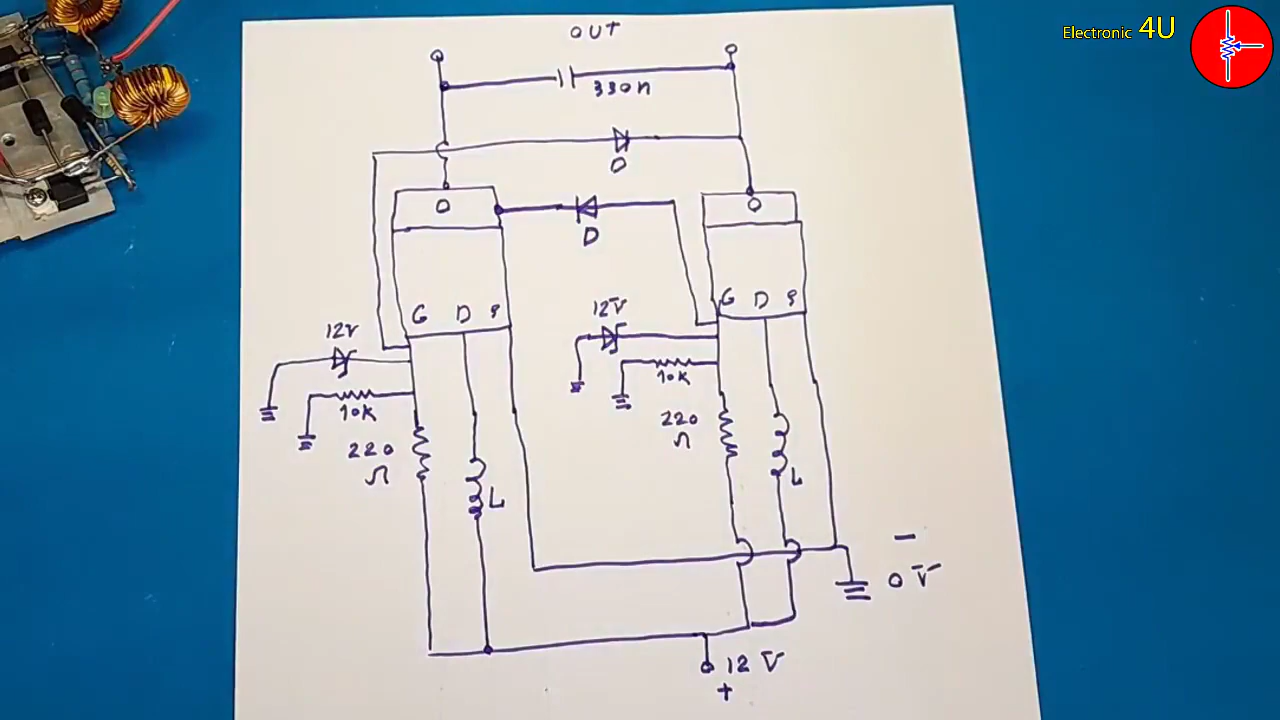 Electronic 4U
OUT
330n
D
D
G D S
G D S
12V
12V
10K
10K
220
Ω
220
Ω
L
L
−
0V
12 V
+